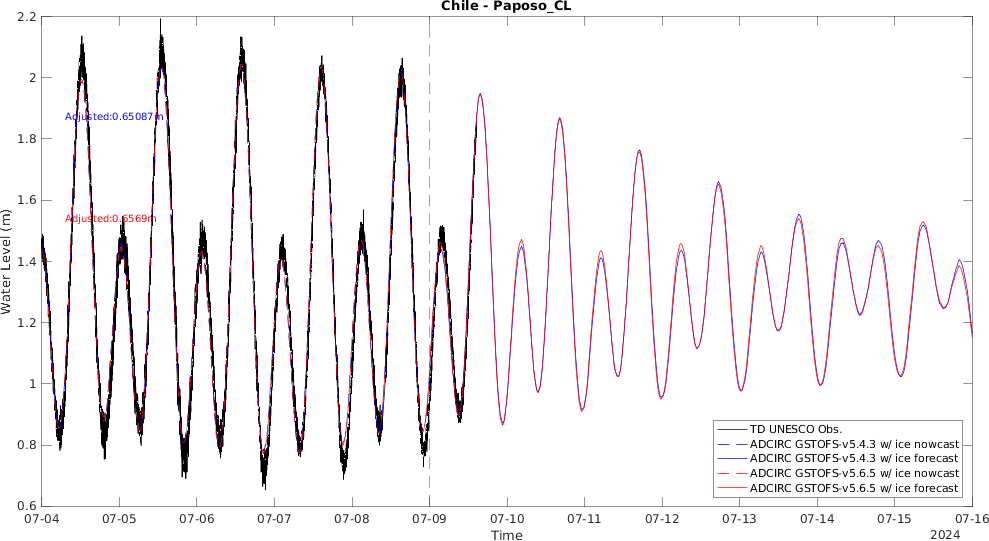 Chile - Paposo_CL
2.2
2
1.8
1.6
1.4
1.2
1
0.8
0.6
Water Level (m)
Adjusted:0.65087m
Adjusted:0.6569m
TD UNESCO Obs.
ADCIRC GSTOFS-v5.4.3 w/ ice nowcast
ADCIRC GSTOFS-v5.4.3 w/ ice forecast
ADCIRC GSTOFS-v5.6.5 w/ ice nowcast
ADCIRC GSTOFS-v5.6.5 w/ ice forecast
07-04 07-05 07-06 07-07 07-08 07-09 07-10 07-11 07-12 07-13 07-14 07-15 07-16
Time
2024